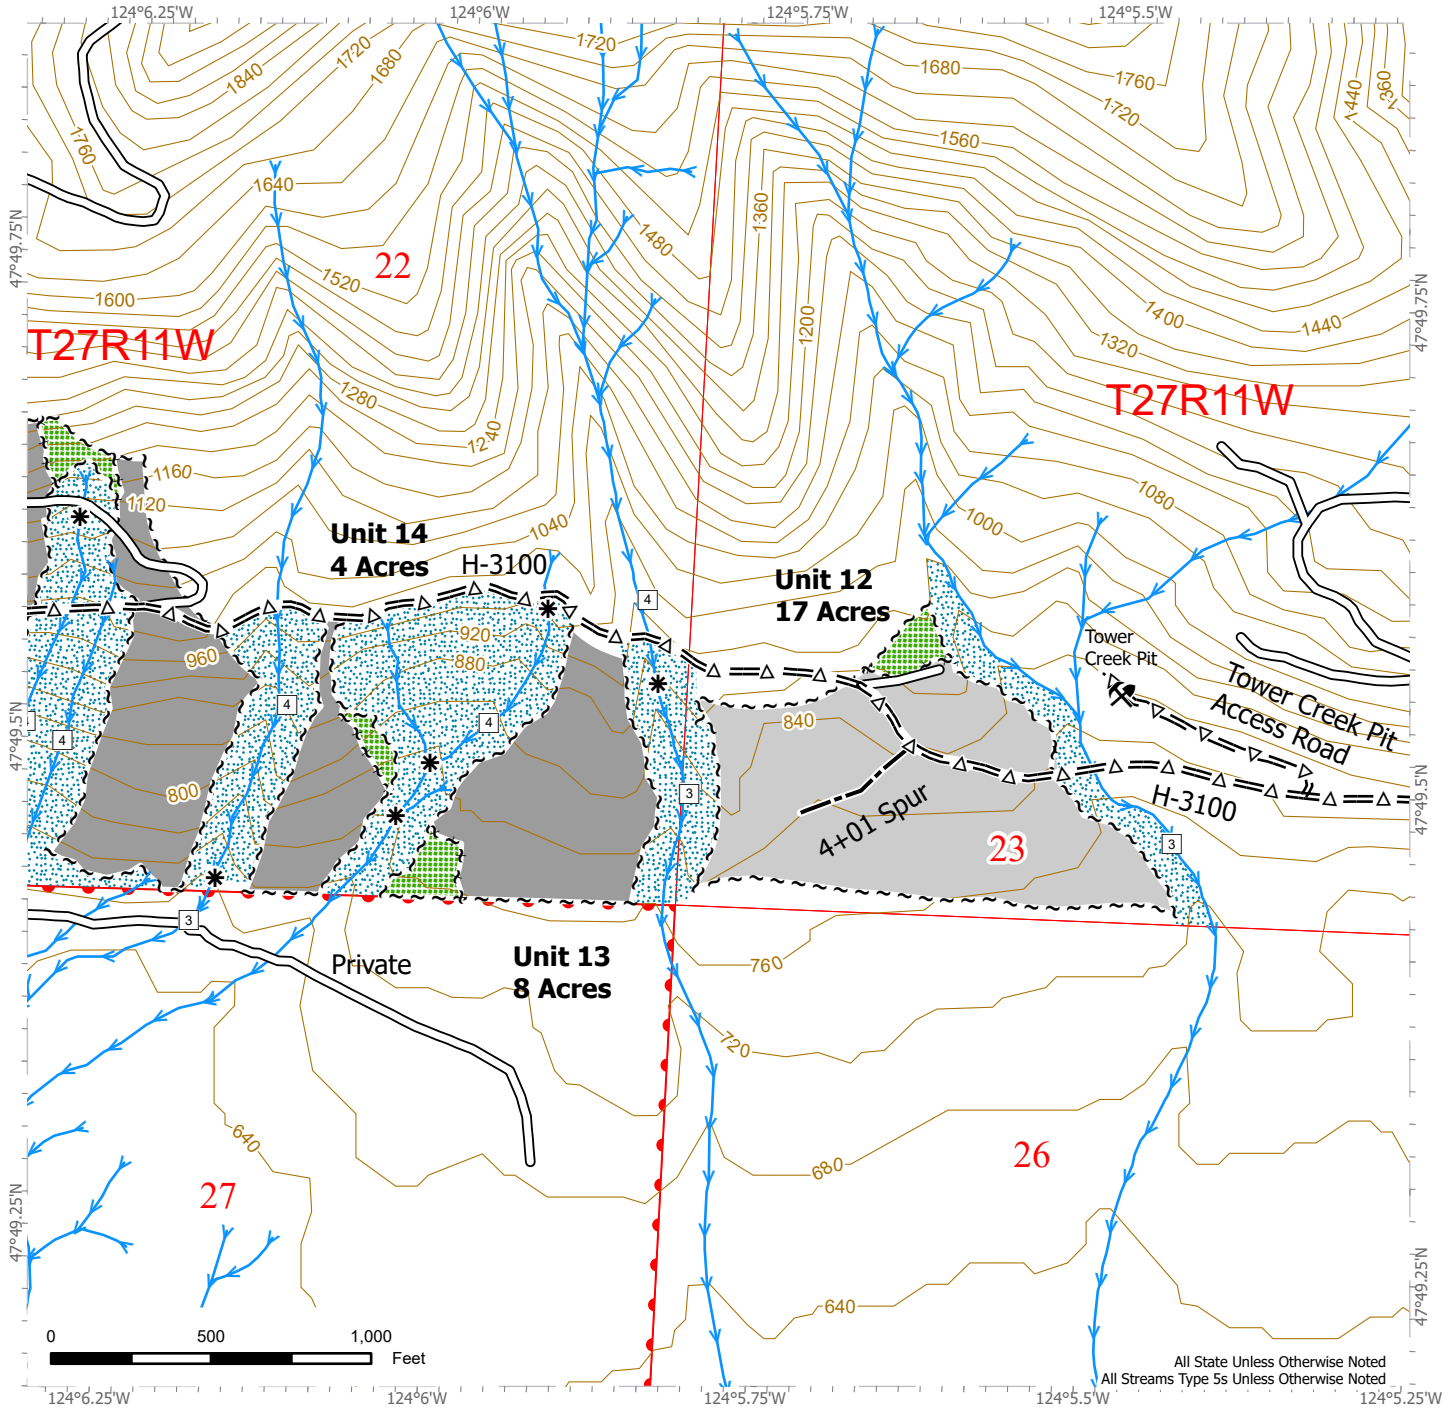 124°6.25'W
124°6'W
124°5.75'W
124°5.5'W
1720
1840
1680
1760
1720
1680
1760
1720
1560
1440
1360
1640
1360
1480
47°49.75'N
22
1520
1600
1200
1400
1440
1320
47°49.75'N
T27R11W
T27R11W
1280
1240
1160
1120
1040
1080
1000
Unit 14
4 Acres
H-3100
Unit 12
17 Acres
4
920
880
960
Tower
Creek Pit
Tower Creek Pit
Access Road
4
4
4
840
47°49.5'N
47°49.5'N
800
3
4+01 Spur
H-3100
23
3
3
Private
Unit 13
8 Acres
760
720
640
680
26
27
47°49.25'N
47°49.25'N
640
0
500
1,000
Feet
All State Unless Otherwise Noted
All Streams Type 5s Unless Otherwise Noted
124°6.25'W
124°6'W
124°5.75'W
124°5.5'W
124°5.25'W